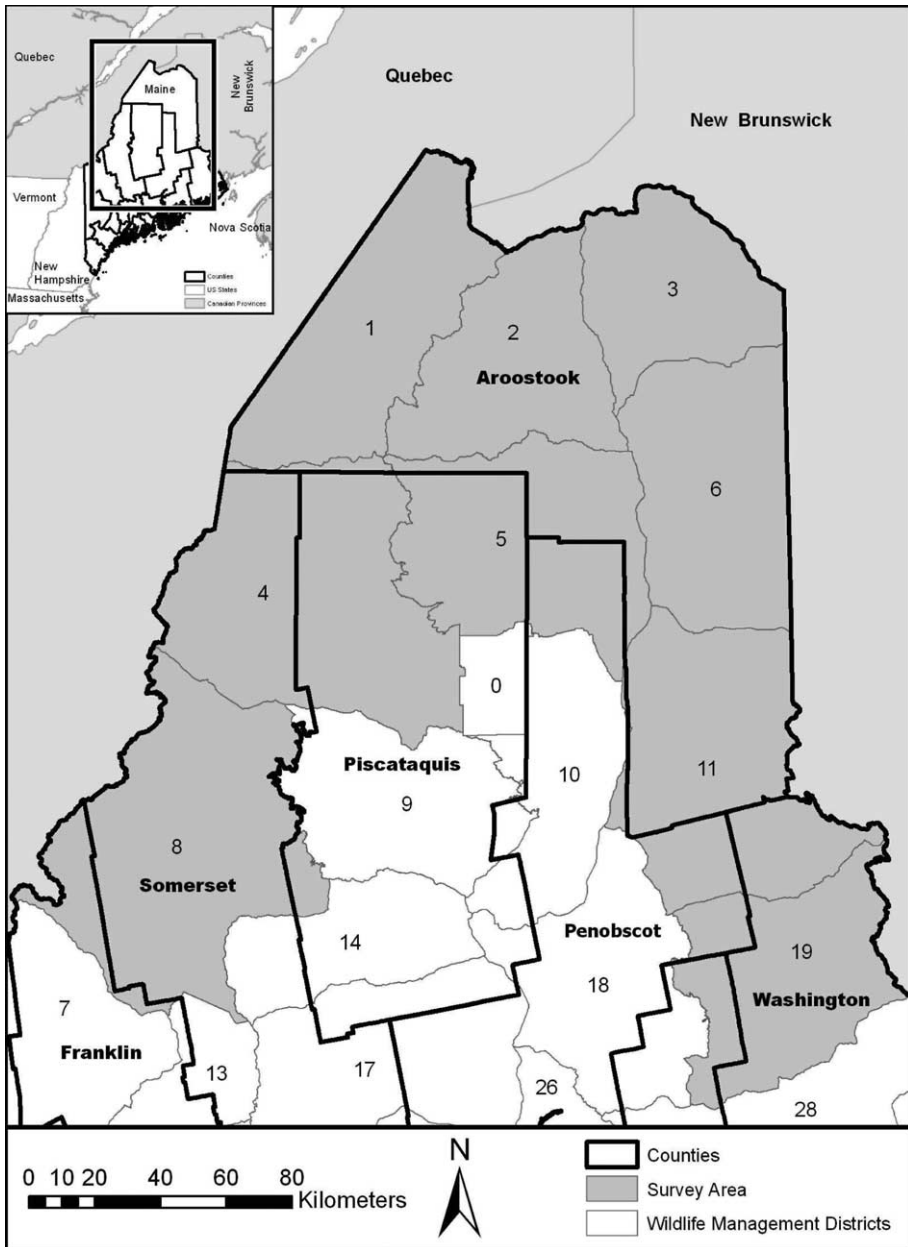 Quebec
Maine
New
Brunswick
Vermont
Nova Scotia
New
Hampshire
Massachusetts
Counties
US States
Canadian Provinces
Quebec
New Brunswick
3
1
2
Aroostook
6
5
4
0
Piscataquis
10
11
9
8
Somerset
14
Penobscot
19
18
Washington
7
Franklin
13
17
26
28
0 10 20 40 60 80
Kilometers
N
Counties
Survey Area
Wildlife Management Districts